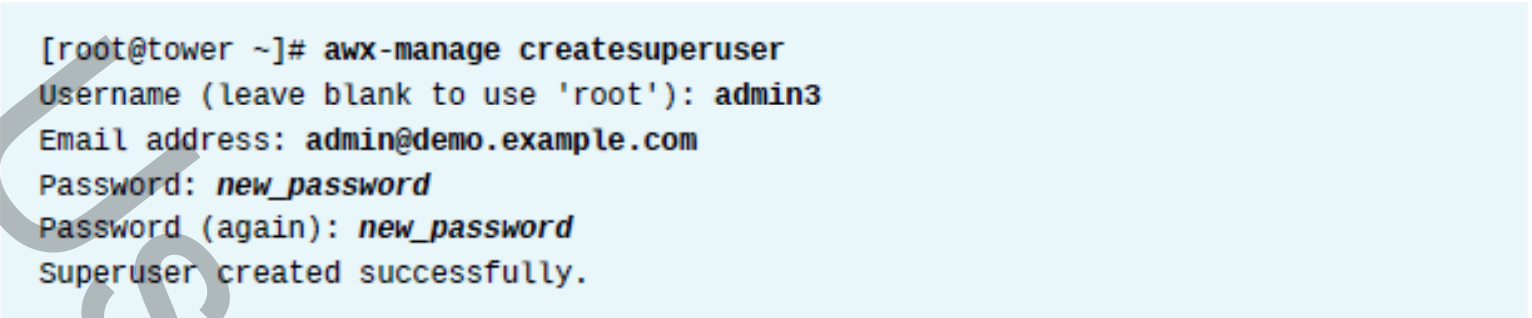 [root@tower ~]# awx-manage createsuperuser
Username (leave blank to use 'root'): admin3
Email address: admin@demo.example.com
Password: new_password
Password (again): new_password
Superuser created successfully.